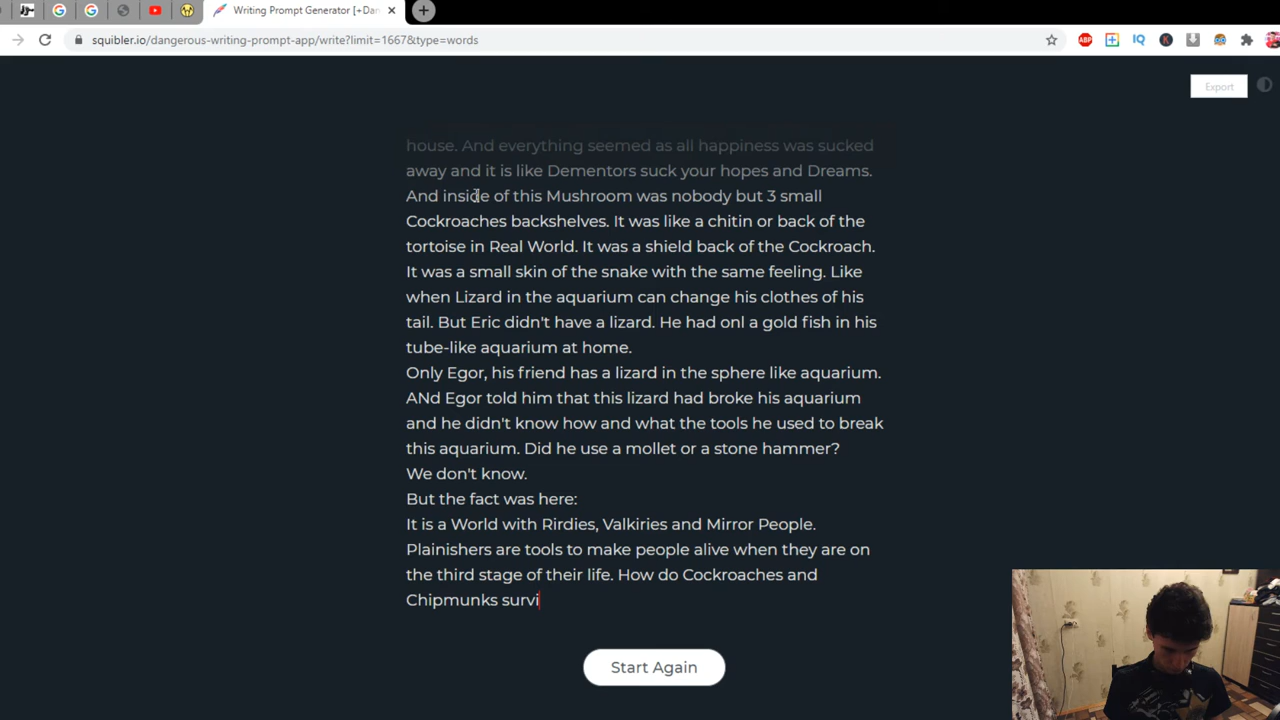 Writing Prompt Generator [+Dan
squibler.io/dangerous-writing-prompt-app/write?limit=1667&type=words
ABP
IQ
K
Export
house. And everything seemed as all happiness was sucked
away and it is like Dementors suck your hopes and Dreams.
And inside of this Mushroom was nobody but 3 small
Cockroaches backshelves. It was like a chitin or back of the
tortoise in Real World. It was a shield back of the Cockroach.
It was a small skin of the snake with the same feeling. Like
when Lizard in the aquarium can change his clothes of his
tail. But Eric didn't have a lizard. He had onl a gold fish in his
tube-like aquarium at home.
Only Egor, his friend has a lizard in the sphere like aquarium.
ANd Egor told him that this lizard had broke his aquarium
and he didn't know how and what the tools he used to break
this aquarium. Did he use a mollet or a stone hammer?
We don't know.
But the fact was here:
It is a World with Rirdies, Valkiries and Mirror People.
Plainishers are tools to make people alive when they are on
the third stage of their life. How do Cockroaches and
Chipmunks survi
Start Again